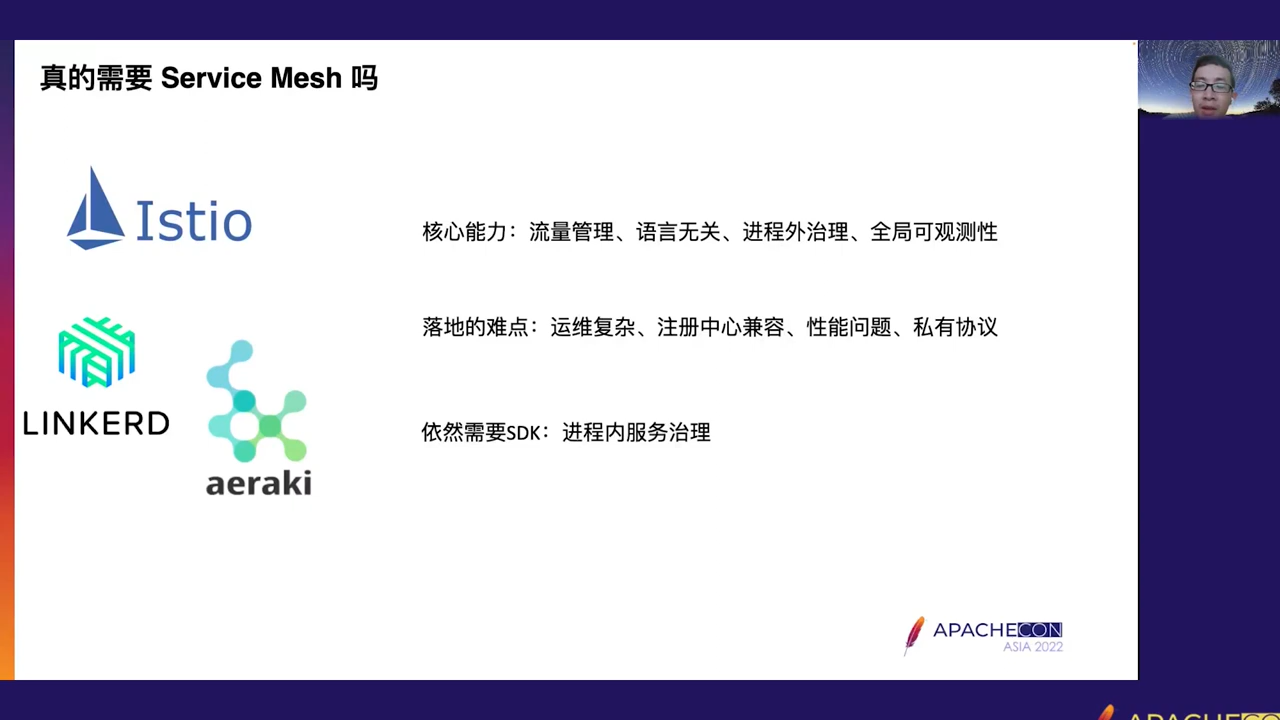 真的需要 Service Mesh 吗
Istio
核心能力：流量管理、语言无关、进程外治理、全局可观测性
落地的难点：运维复杂、注册中心兼容、性能问题、私有协议
LINKERD
aeraki
依然需要SDK：进程内服务治理
APACHECON
ASIA 2022
APACHECO